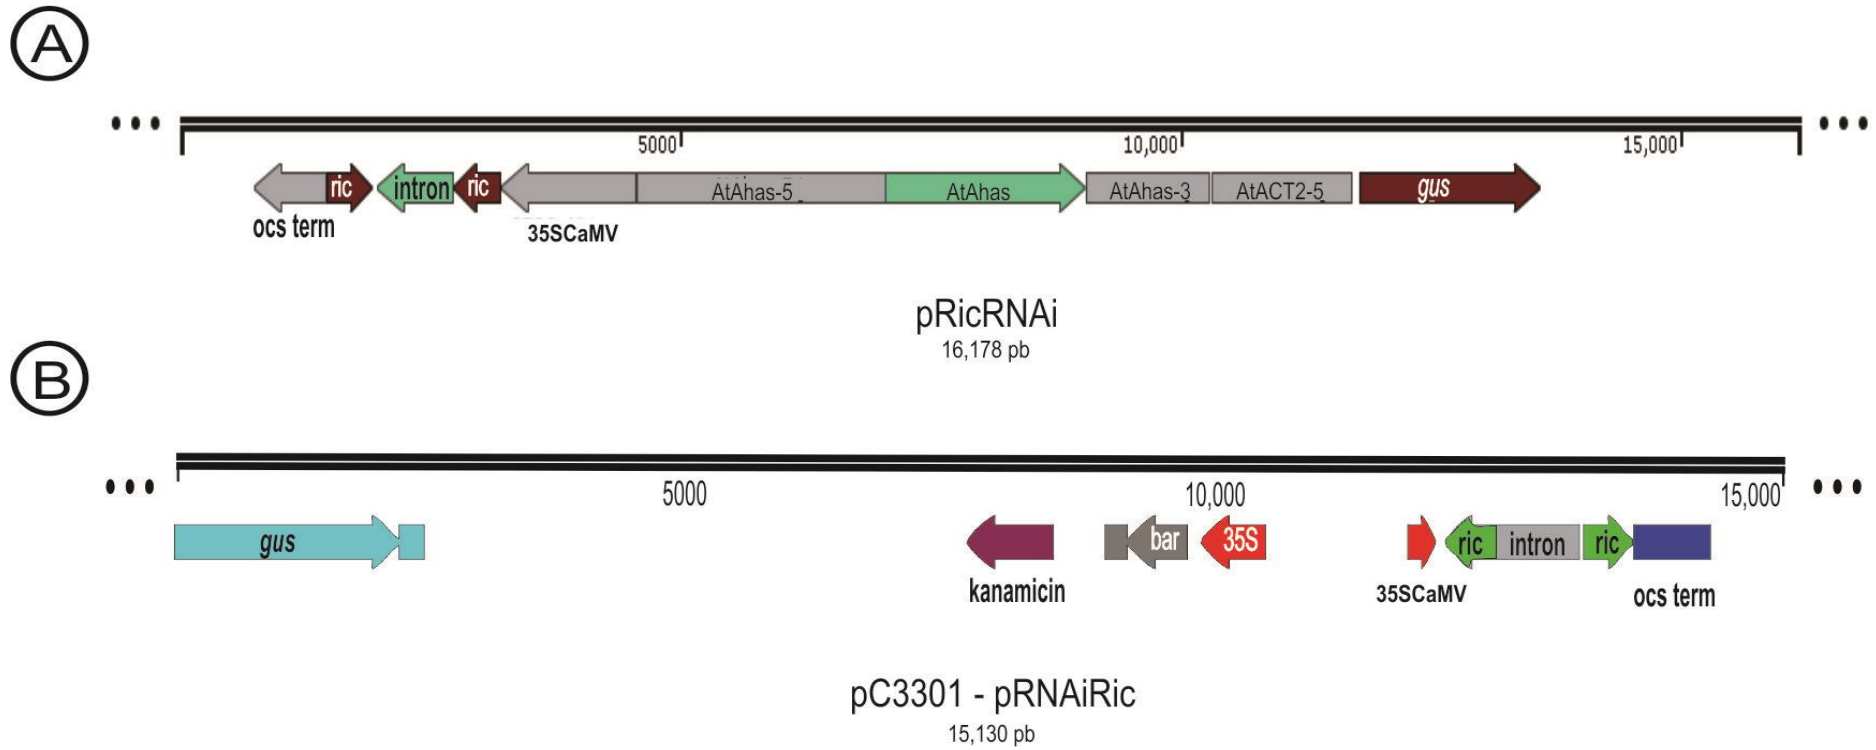 A
5000 10,000 15,000
ric intron ric AtAhas-5 AtAhas AtAhas-3 AtACT2-5 gus
ocs term 35SCaMV
pRicRNAi
16,178 pb
B
5000 10,000 15,000
gus bar 35S ric intron ric
kanamicin 35SCaMV ocs term
pC3301 - pRNAiRic
15,130 pb